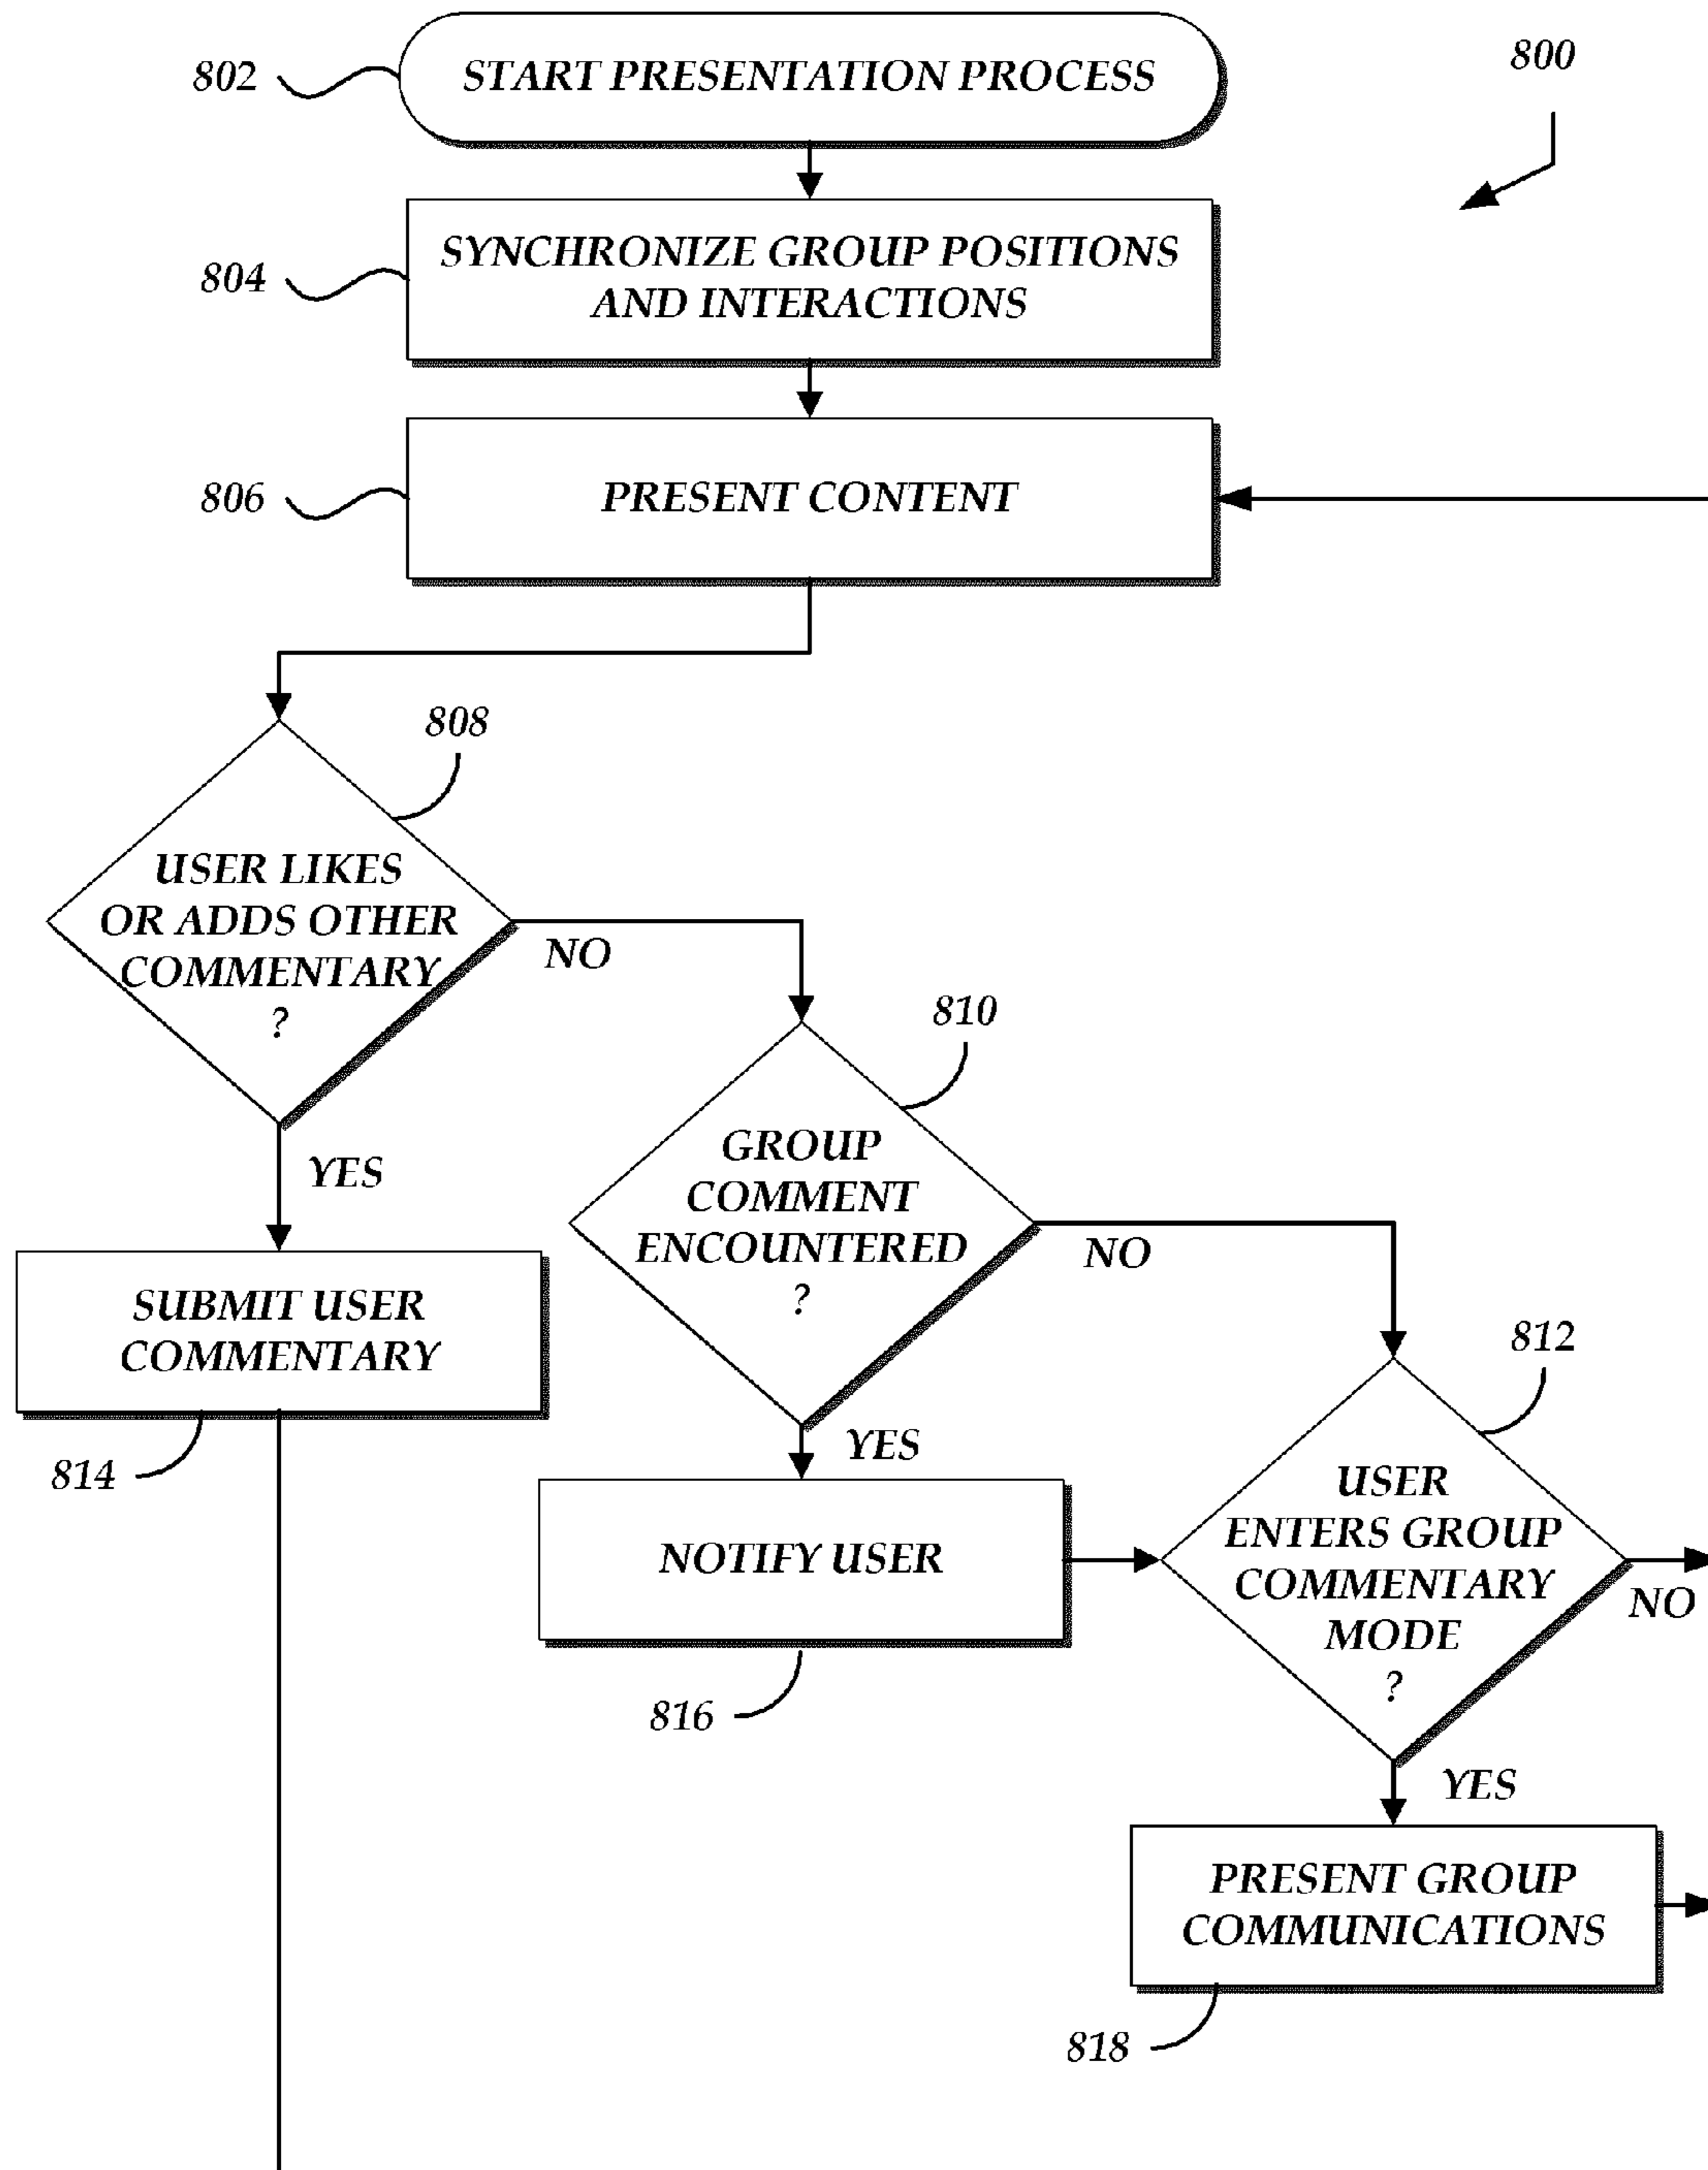 802
START PRESENTATION PROCESS
800
804
SYNCHRONIZE GROUP POSITIONS
AND INTERACTIONS
806
PRESENT CONTENT
808
USER LIKES
OR ADDS OTHER
COMMENTARY
?
NO
YES
810
GROUP
COMMENT
ENCOUNTERED
?
NO
YES
SUBMIT USER
COMMENTARY
814
812
USER
ENTERS GROUP
COMMENTARY
MODE
?
NO
YES
NOTIFY USER
816
PRESENT GROUP
COMMUNICATIONS
818